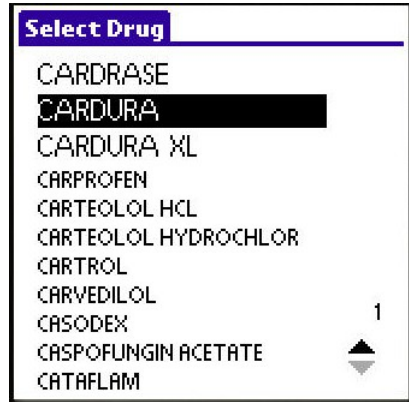 Select Drug
CARDRASE
CARDURA
CARDURA XL
CARPROFEN
CARTEOLOL HCL
CARTEOLOL HYDROCHLOR
CARTROL
CARVEDILOL
1
CASODEX
CASPOFUNGIN ACETATE
CATAFLAM